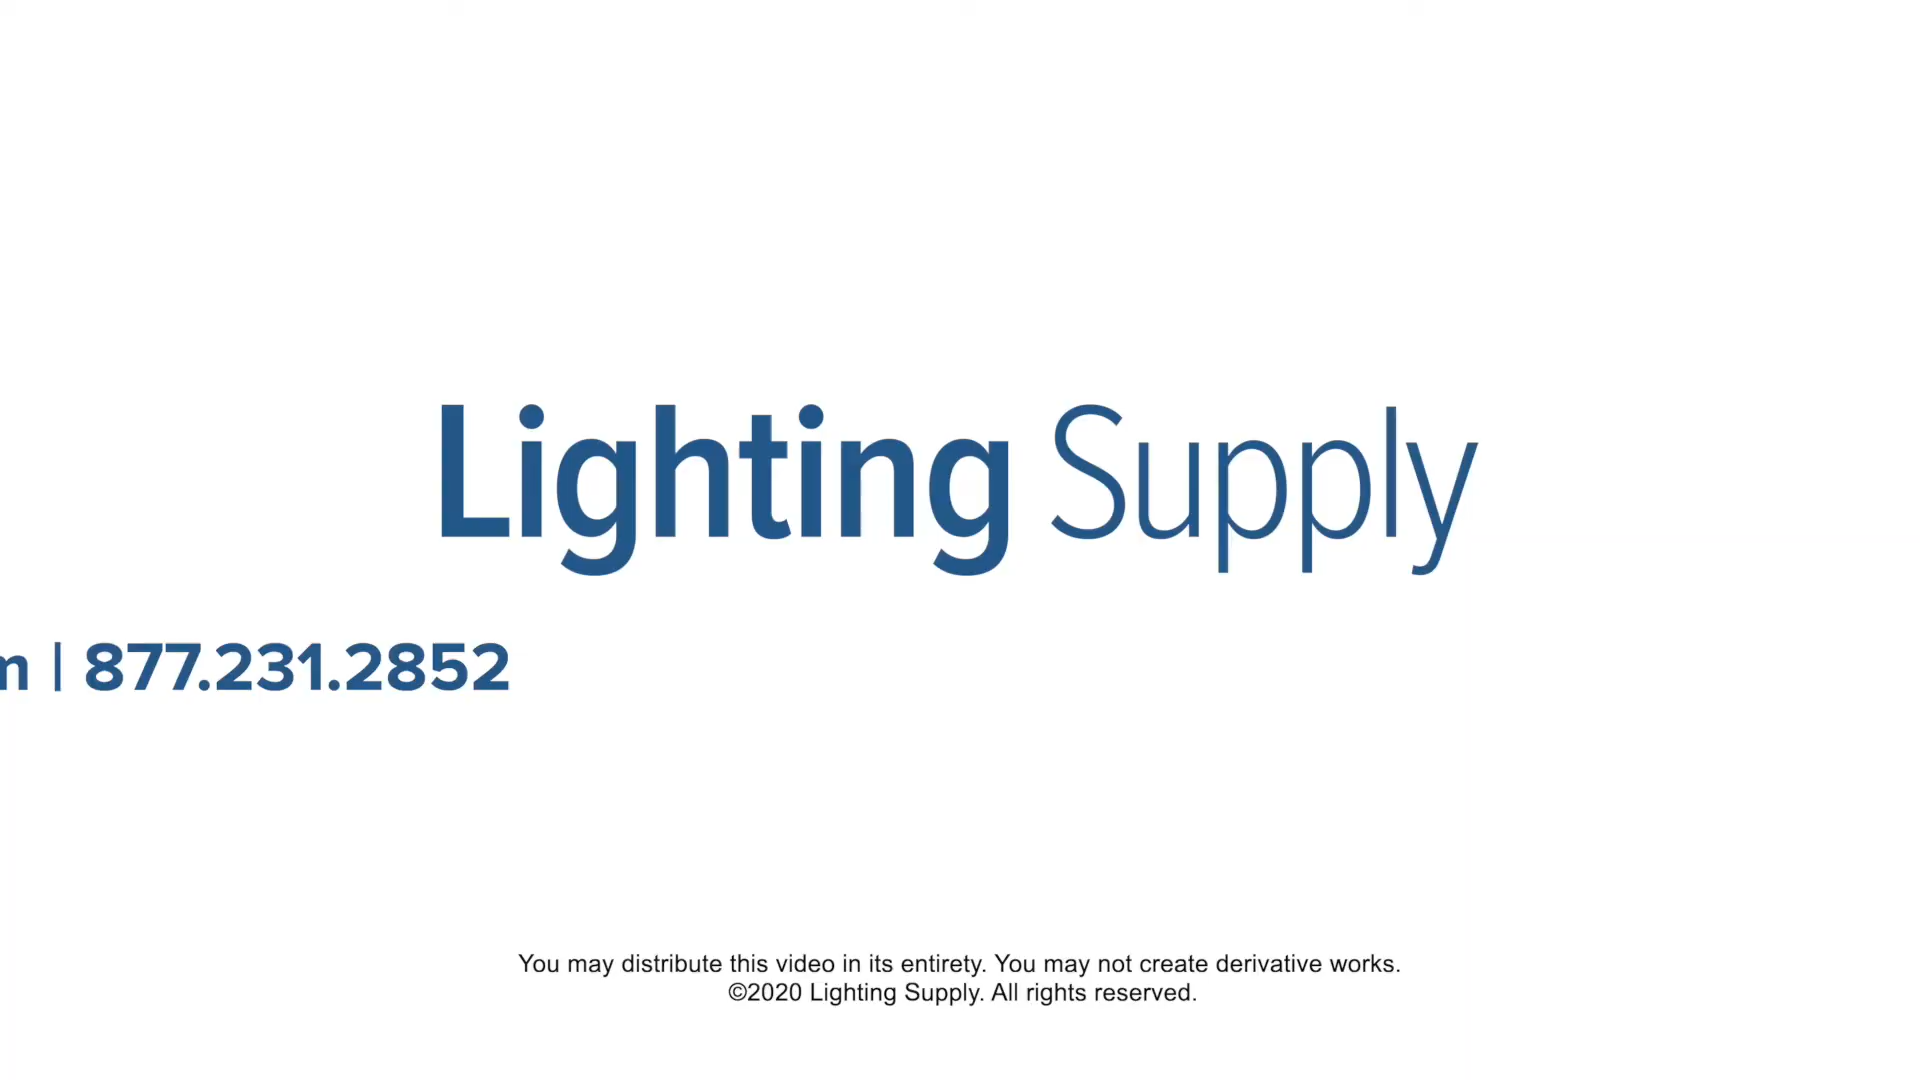 Lighting Supply
m | 877.231.2852
You may distribute this video in its entirety. You may not create derivative works.
©2020 Lighting Supply. All rights reserved.